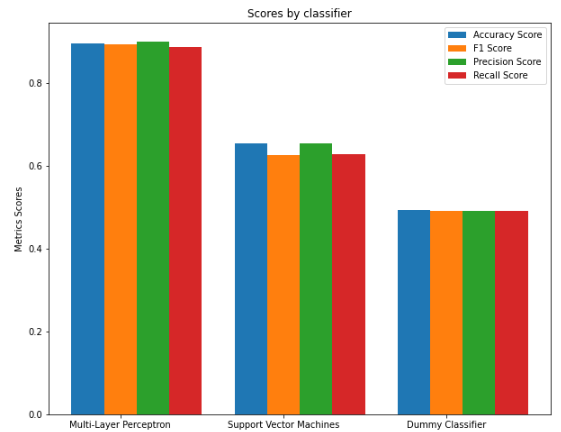 Scores by classifier
Accuracy Score
F1 Score
Precision Score
Recall Score
Metrics Scores
0.8
0.6
0.4
0.2
0.0
Multi-Layer Perceptron
Support Vector Machines
Dummy Classifier